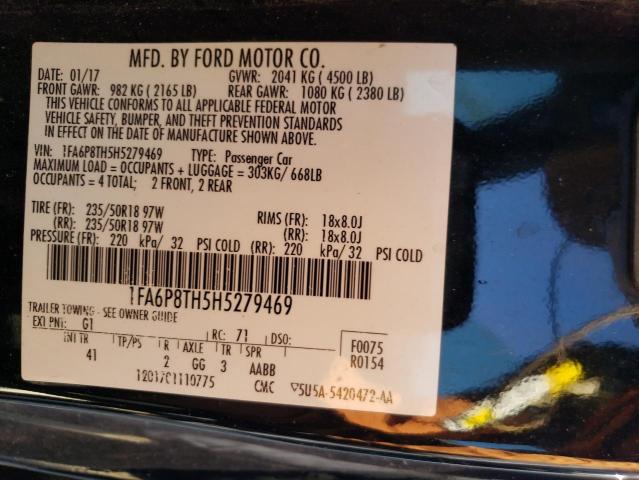 MFD. BY FORD MOTOR CO.
DATE: 01/17 GVWR: 2041 KG ( 4500 LB)
FRONT GAWR: 982 KG ( 2165 LB) REAR GAWR: 1080 KG ( 2380 LB)
THIS VEHICLE CONFORMS TO ALL APPLICABLE FEDERAL MOTOR
VEHICLE SAFETY, BUMPER, AND THEFT PREVENTION STANDARDS
IN EFFECT ON THE DATE OF MANUFACTURE SHOWN ABOVE.
VIN: 1FA6P8TH5H5279469 TYPE: Passenger Car
MAXIMUM LOAD = OCCUPANTS + LUGGAGE = 303KG/ 668LB
OCCUPANTS = 4 TOTAL; 2 FRONT, 2 REAR
TIRE (FR): 235/50R18 97W RIMS (FR): 18x8.0J
(RR): 235/50R18 97W (RR): 18x8.0J
PRESSURE (FR): 220 kPa/ 32 PSI COLD (RR): 220 kPa/ 32 PSI COLD
1FA6P8TH5H5279469
TRAILER TOWING - SEE OWNER GUIDE
EXT PNT: G1 RC: 71 DSO: F0075
INT TR TP/PS R AXLE TR SPR R0154
41 2 GG 3 AABB
12017C1110775 CMC 5U5A-5420472-AA